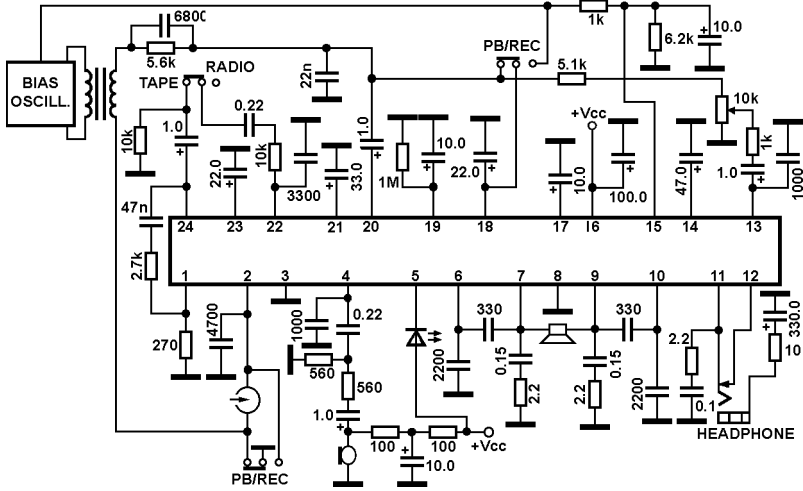 680C
1k
6.2k
10.0
5.6k
PB/REC
BIAS
OSCILL.
RADIO
TAPE
22n
5.1k
10k
0.22
+Vcc
10k
1.0
22.0
10k
3300
33.0
1.0
1M
10.0
22.0
10.0
100.0
47.0
1k
1.0
1000
47n
24 23 22 21 20 19 18 17 16 15 14 13
2.7k
1 2 3 4 5 6 7 8 9 10 11 12
270
4700
1000
0.22
560
560
1.0
330
330
2200
0.15
2.2
0.15
2.2
2200
2.2
0.1
330.0
10
HEADPHONE
100
100
+Vcc
10.0
PB/REC